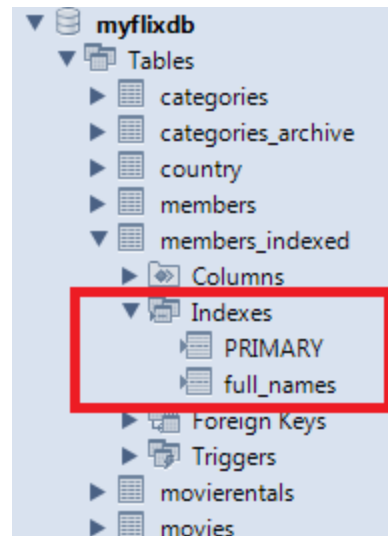 myflixdb
Tables
categories
categories_archive
country
members
members_indexed
Columns
Indexes
PRIMARY
full_names
Foreign Keys
Triggers
movierentals
movies